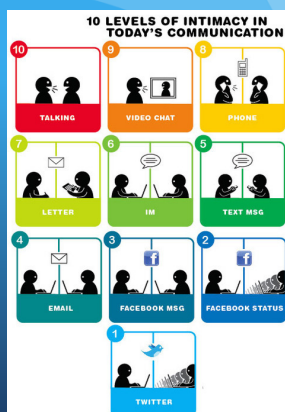 10 LEVELS OF INTIMACY IN
TODAY'S COMMUNICATION
10
TALKING
9
VIDEO CHAT
8
PHONE
7
LETTER
6
IM
5
TEXT MSG
4
EMAIL
3
f
FACEBOOK MSG
2
f
FACEBOOK STATUS
1
TWITTER